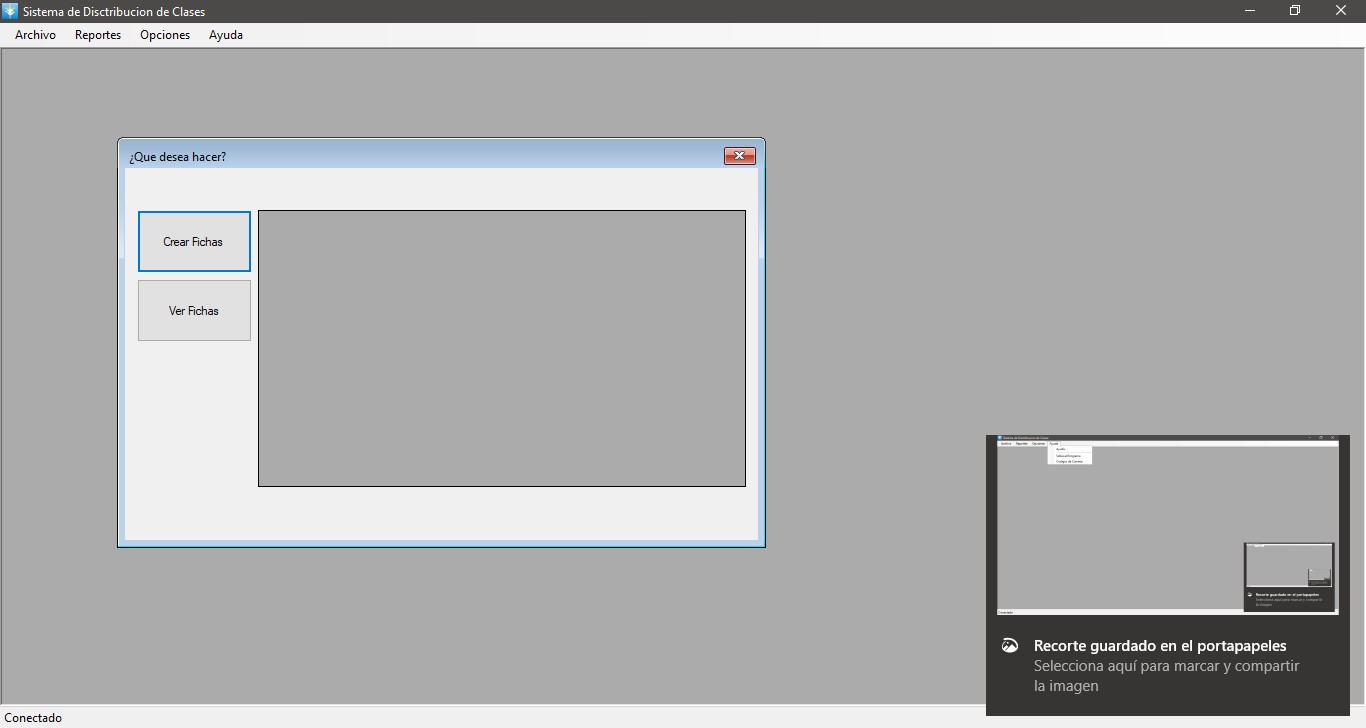 Sistema de Disctribucion de Clases
Archivo Reportes Opciones Ayuda
¿Que desea hacer?
Crear Fichas
Ver Fichas
Recorte guardado en el portapapeles
Selecciona aquí para marcar y compartir
la imagen
Conectado